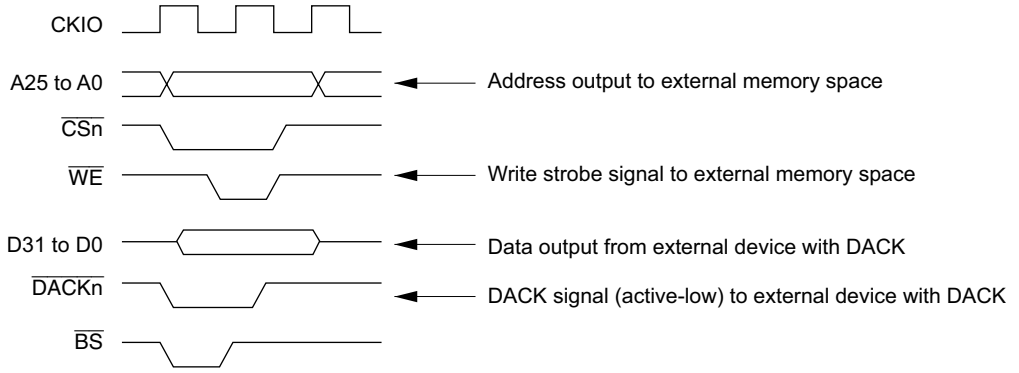 CKIO
A25 to A0
Address output to external memory space
CSn
WE
Write strobe signal to external memory space
D31 to D0
Data output from external device with DACK
DACKn
DACK signal (active-low) to external device with DACK
BS